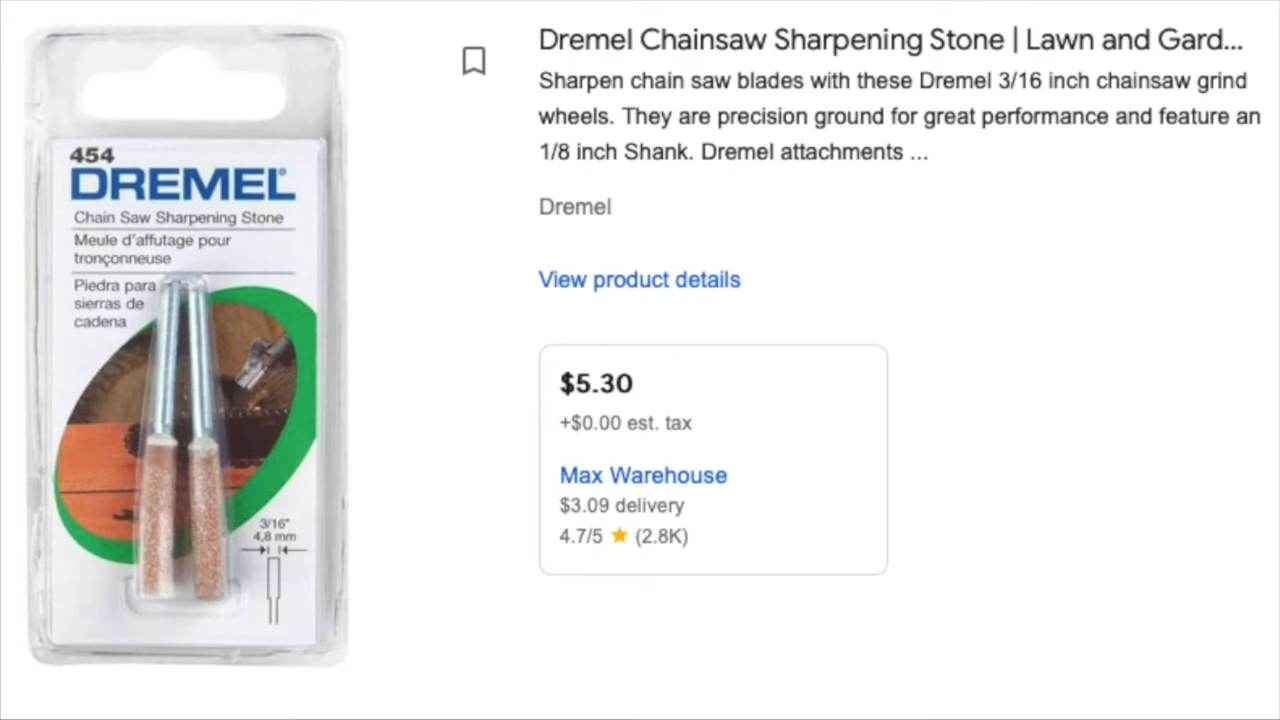 454
DREMEL®
Chain Saw Sharpening Stone
Meule d'affutage pour
tronçonneuse
Piedra para
sierras de
cadena
3/16"
4,8 mm
Dremel Chainsaw Sharpening Stone | Lawn and Gard...
Sharpen chain saw blades with these Dremel 3/16 inch chainsaw grind
wheels. They are precision ground for great performance and feature an
1/8 inch Shank. Dremel attachments ...
Dremel
View product details
$5.30
+$0.00 est. tax
Max Warehouse
$3.09 delivery
4.7/5 ★ (2.8K)